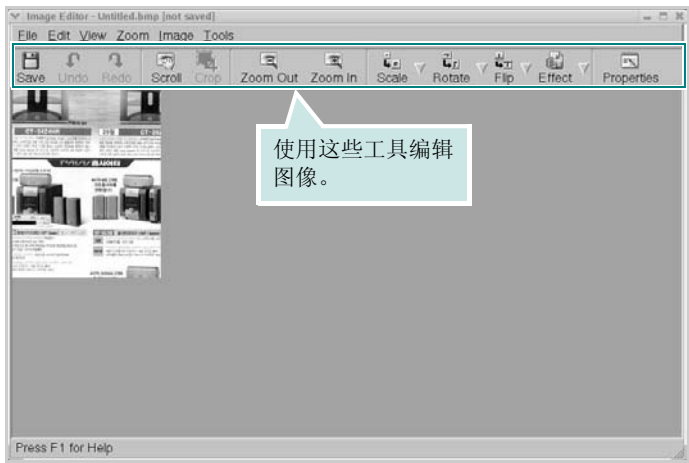 Image Editor - Untitled.bmp [not saved]
File Edit View Zoom Image Tools
Save Undo Redo Scroll Crop Zoom Out Zoom In Scale Rotate Flip Effect Properties
使用这些工具编辑
图像。
Press F1 for Help